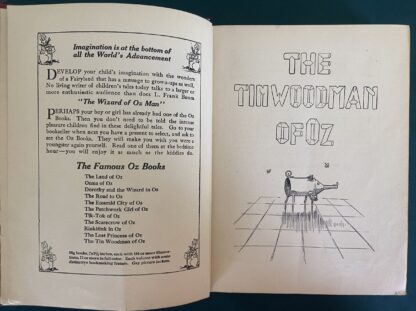 Imagination is at the bottom of
all the World's Advancement
DEVELOP your child's imagination with the wonders
of a Fairyland that has a message to grown-ups as well.
No living writer of children's tales today talks to a larger or
more enthusiastic audience than does L. Frank Baum
"The Wizard of Oz Man"
PERHAPS your boy or girl has already had one of the Oz
Books. Then you don't need to be told the intense
pleasure children find in these delightful tales. Go to your
bookseller when next you have a present to select, and ask to
see the Oz Books. They will make you wish you were a
youngster again yourself. Read one of them at the bedtime
hour—you will enjoy it as much as the kiddies do.
The Famous Oz Books
The Land of Oz
Ozma of Oz
Dorothy and the Wizard in Oz
The Road to Oz
The Emerald City of Oz
The Patchwork Girl of Oz
Tik-Tok of Oz
The Scarecrow of Oz
Rinkitink in Oz
The Lost Princess of Oz
The Tin Woodman of Oz
Big books,
THE
TIN WOODMAN
OF OZ